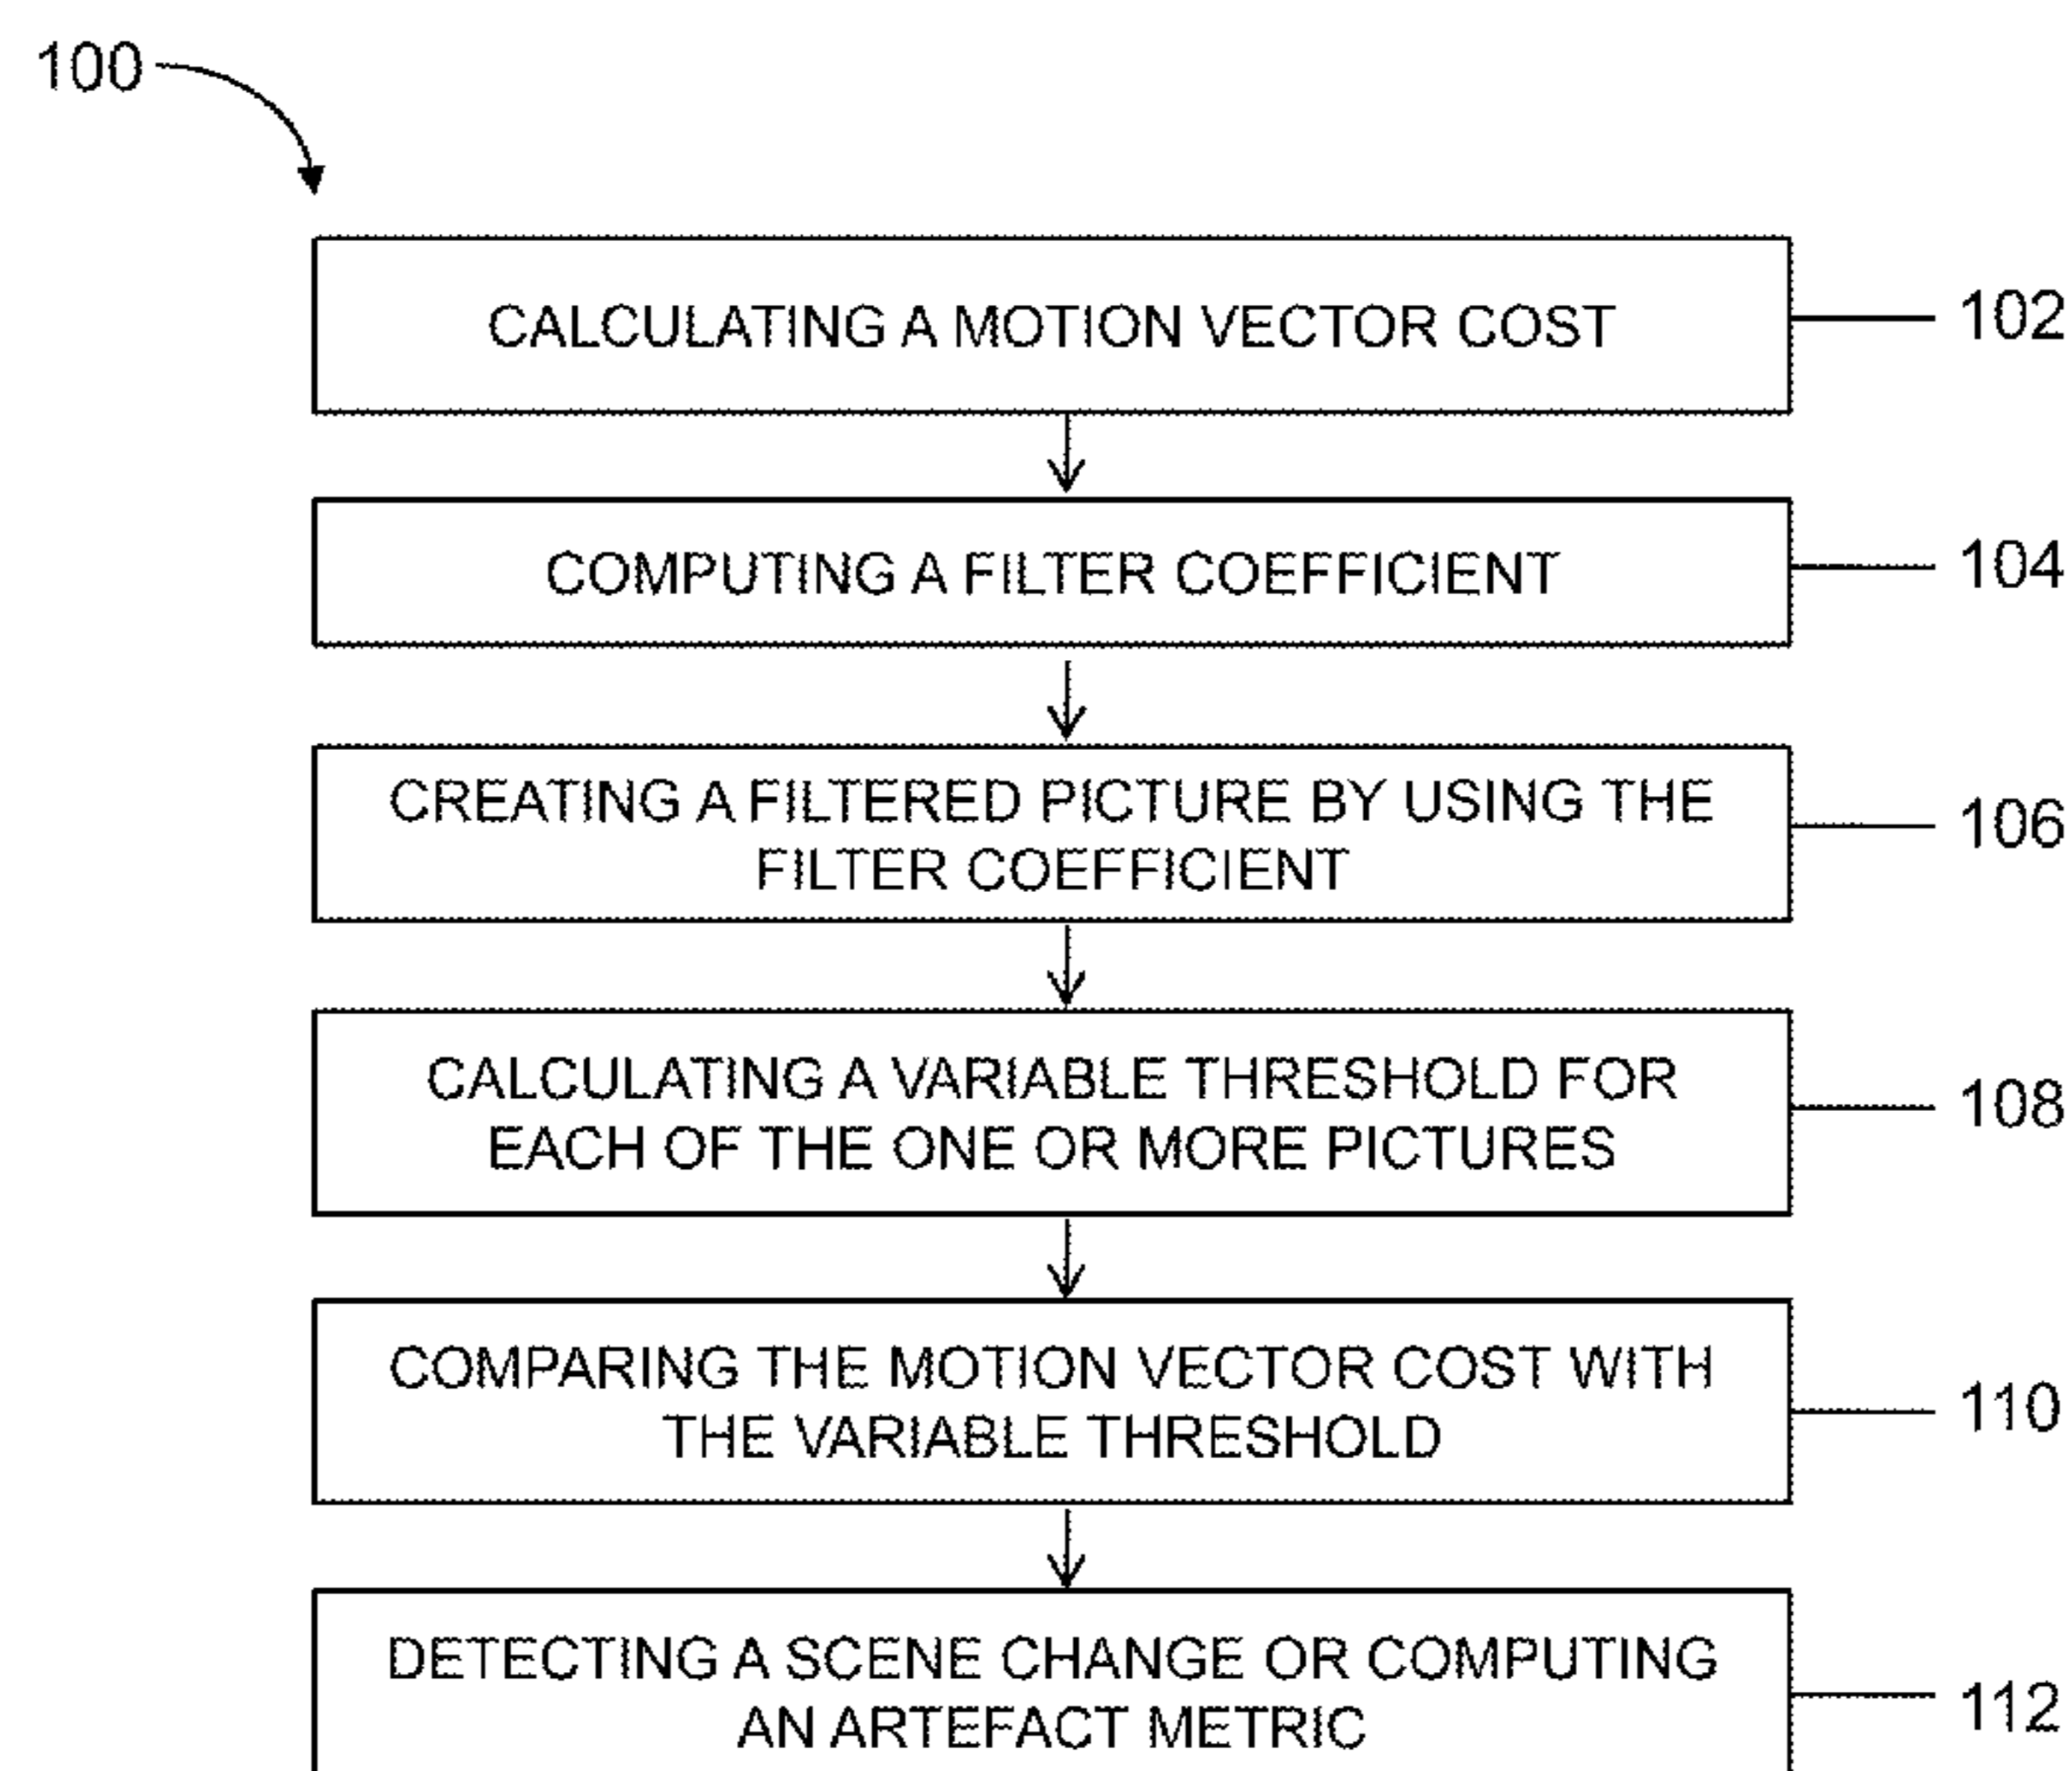 100
CALCULATING A MOTION VECTOR COST
102
COMPUTING A FILTER COEFFICIENT
104
CREATING A FILTERED PICTURE BY USING THE
FILTER COEFFICIENT
106
CALCULATING A VARIABLE THRESHOLD FOR
EACH OF THE ONE OR MORE PICTURES
108
COMPARING THE MOTION VECTOR COST WITH
THE VARIABLE THRESHOLD
110
DETECTING A SCENE CHANGE OR COMPUTING
AN ARTEFACT METRIC
112